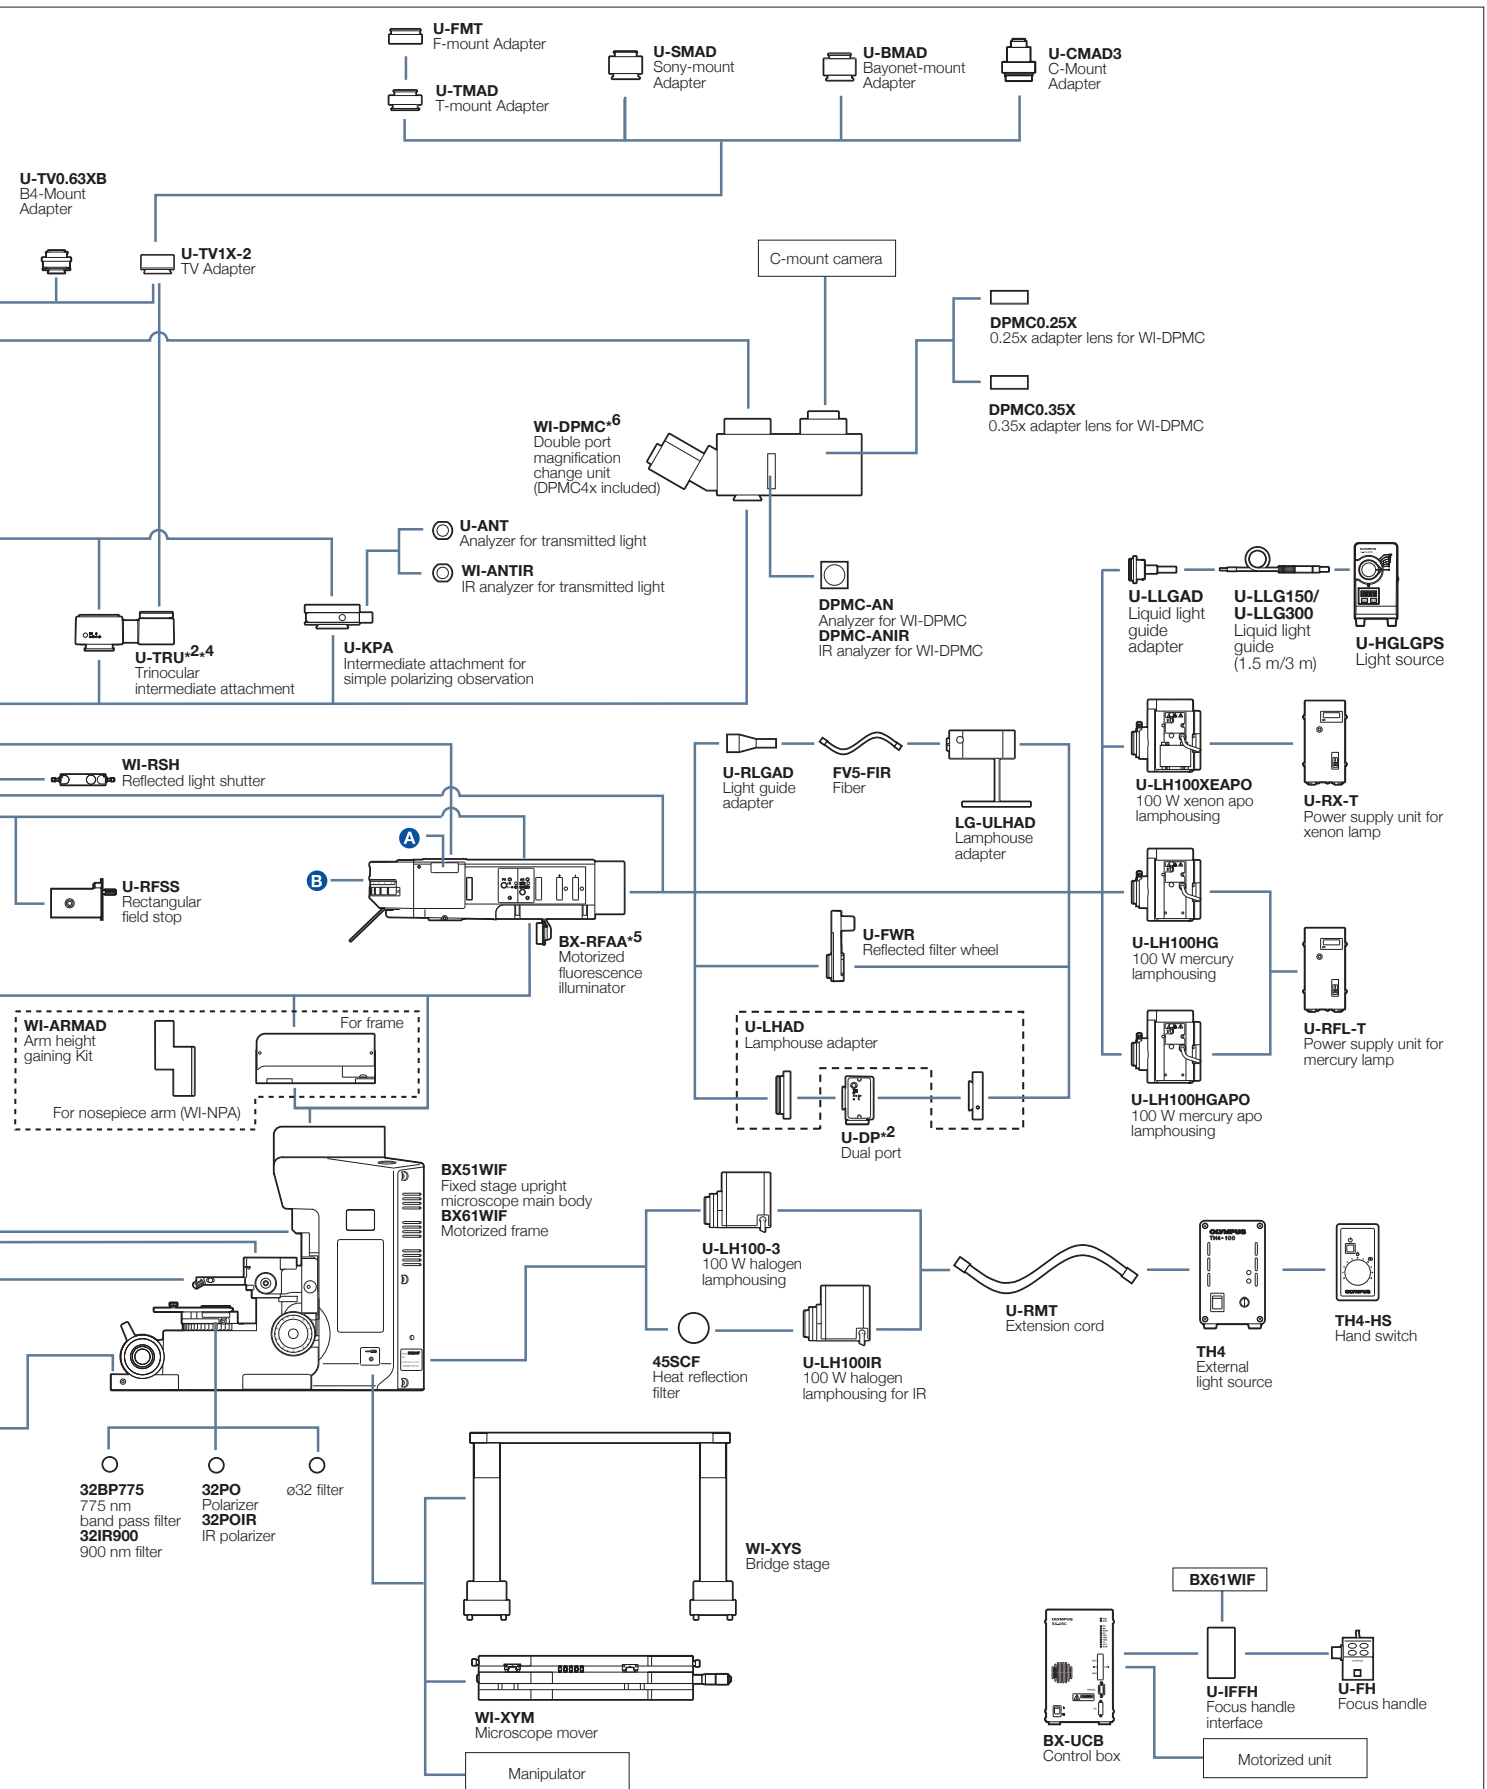 U-FMT
F-mount Adapter
U-TMAD
T-mount Adapter
U-SMAD
Sony-mount
Adapter
U-BMAD
Bayonet-mount
Adapter
U-CMAD3
C-Mount
Adapter
U-TV0.63XB
B4-Mount
Adapter
U-TV1X-2
TV Adapter
C-mount camera
DPMC0.25X
0.25x adapter lens for WI-DPMC
DPMC0.35X
0.35x adapter lens for WI-DPMC
WI-DPMC*6
Double port
magnification
change unit
(DPMC4x included)
U-ANT
Analyzer for transmitted light
WI-ANTIR
IR analyzer for transmitted light
DPMC-AN
Analyzer for WI-DPMC
DPMC-ANIR
IR analyzer for WI-DPMC
U-TRU*2*4
Trinocular
intermediate attachment
U-KPA
Intermediate attachment for
simple polarizing observation
U-LLGAD
Liquid light
guide
adapter
U-LLG150/
U-LLG300
Liquid light
guide
(1.5 m/3 m)
U-HGLGPS
Light source
WI-RSH
Reflected light shutter
U-RLGAD
Light guide
adapter
FV5-FIR
Fiber
LG-ULHAD
Lamphouse
adapter
U-LH100XEAPO
100 W xenon apo
lamphousing
U-RX-T
Power supply unit for
xenon lamp
A
B
U-RFSS
Rectangular
field stop
BX-RFAA*5
Motorized
fluorescence
illuminator
U-FWR
Reflected filter wheel
U-LH100HG
100 W mercury
lamphousing
U-RFL-T
Power supply unit for
mercury lamp
WI-ARMAD
Arm height
gaining Kit
For frame
For nosepiece arm (WI-NPA)
U-LHAD
Lamphouse adapter
U-DP*2
Dual port
U-LH100HGAPO
100 W mercury apo
lamphousing
BX51WIF
Fixed stage upright
microscope main body
BX61WIF
Motorized frame
U-LH100-3
100 W halogen
lamphousing
45SCF
Heat reflection
filter
U-LH100IR
100 W halogen
lamphousing for IR
U-RMT
Extension cord
OLYMPUS
TH4-100
TH4
External
light source
OLYMPUS
TH4-HS
Hand switch
32BP775
775 nm
band pass filter
32IR900
900 nm filter
32PO
Polarizer
32POIR
IR polarizer
ø32 filter
WI-XYS
Bridge stage
WI-XYM
Microscope mover
Manipulator
BX61WIF
OLYMPUS
BX-UCB
Control box
U-IFFH
Focus handle
interface
U-FH
Focus handle
Motorized unit